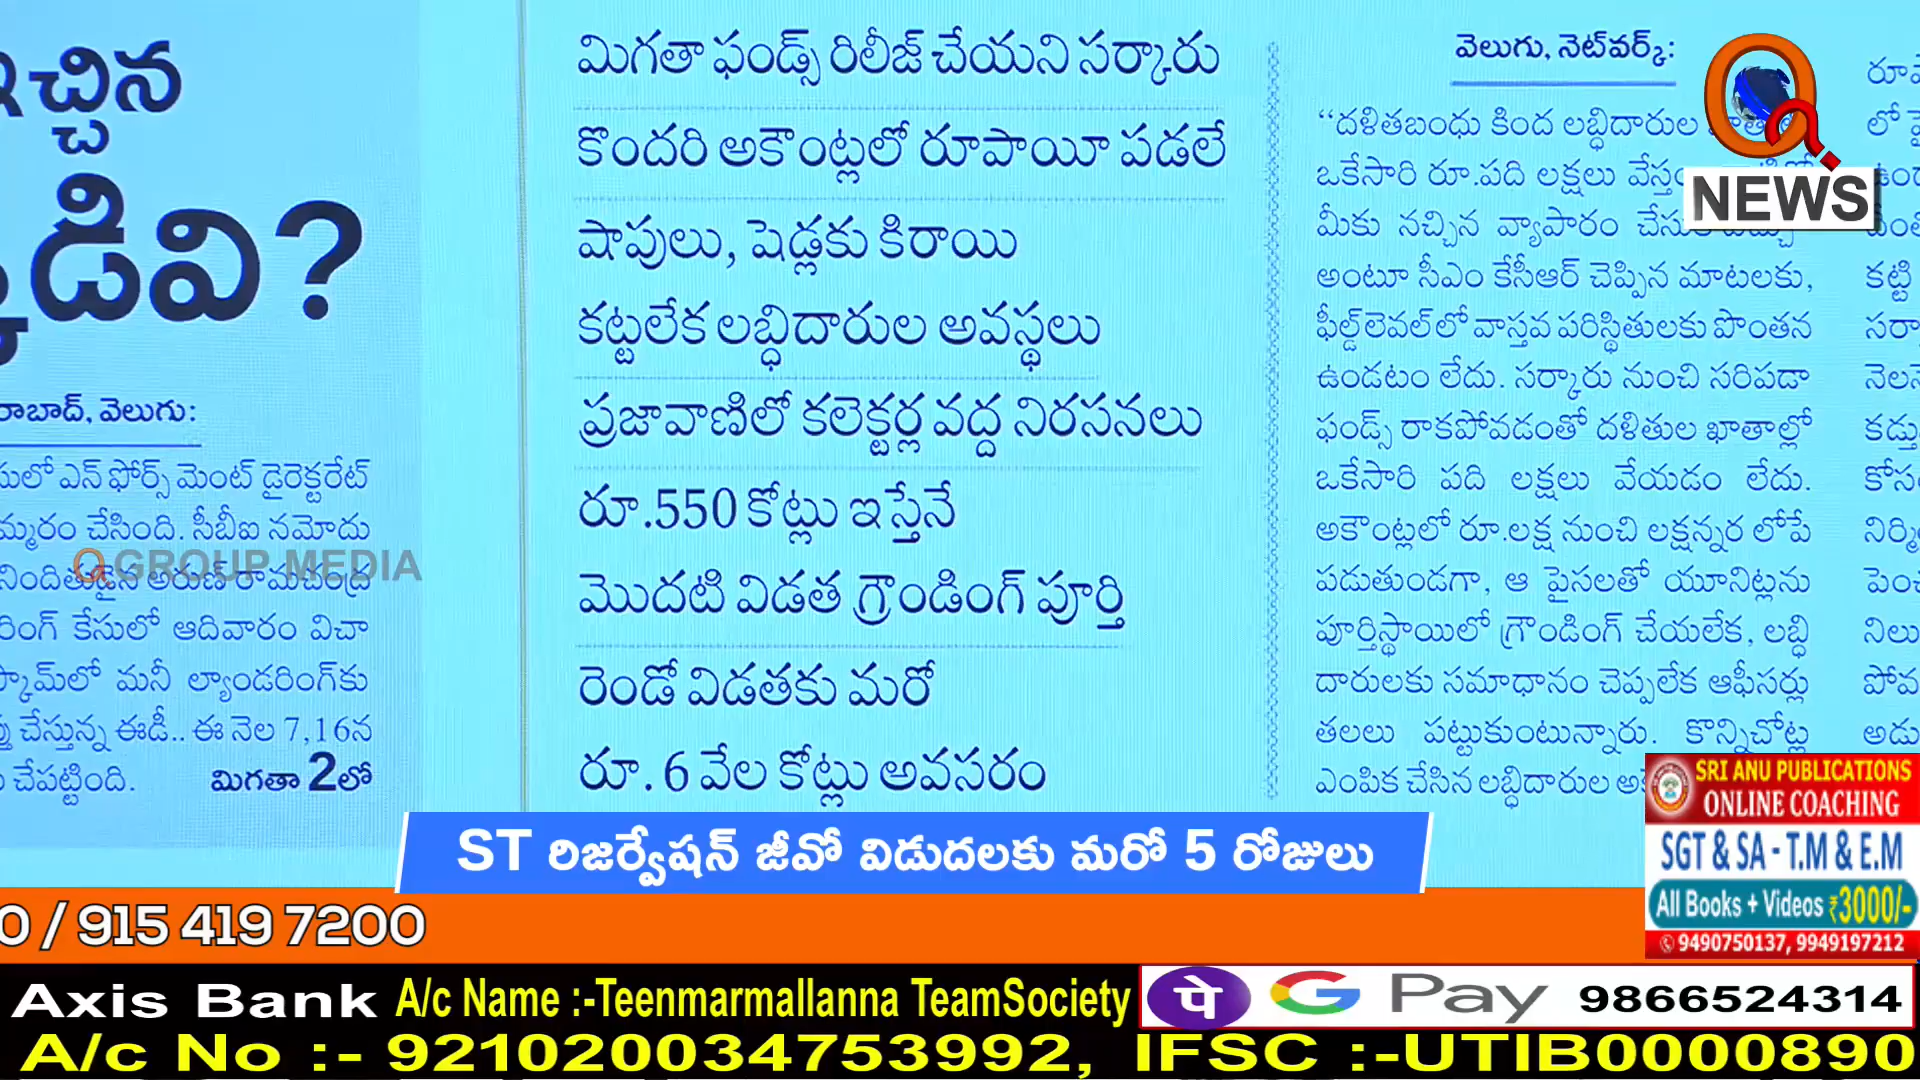 ఇచ్చిన
డివి?
రాబాద్, వెలుగు:
ఎన్ ఫోర్స్ మెంట్ డైరెక్టరేట్
మ్మరం చేసింది. సీబీఐ నమోదు
నిందితుడైన అరుణ్ రామచంద్ర
రింగ్ కేసులో ఆదివారం విచా
స్కామ్‌లో మనీ ల్యాండరింగ్‌కు
చేస్తున్న ఈడీ.. ఈ నెల 7,16న
చేపట్టింది. మిగతా 2లో
మిగతా ఫండ్స్ రిలీజ్ చేయని సర్కారు
కొందరి అకౌంట్లలో రూపాయీ పడలే
షాపులు, షెడ్లకు కిరాయి
కట్టలేక లబ్ధిదారుల అవస్థలు
ప్రజావాణిలో కలెక్టర్ల వద్ద నిరసనలు
రూ.550 కోట్లు ఇస్తేనే
మొదటి విడత గ్రౌండింగ్ పూర్తి
రెండో విడతకు మరో
రూ. 6 వేల కోట్లు అవసరం
వెలుగు, నెట్‌వర్క్:
“దళితబంధు కింద లబ్ధిదారుల
ఒకేసారి రూ.పది లక్షలు
మీకు నచ్చిన వ్యాపారం
అంటూ సీఎం కేసీఆర్ చెప్పిన మాటలకు,
ఫీల్డ్‌లెవల్‌లో వాస్తవ పరిస్థితులకు పొంతన
ఉండటం లేదు. సర్కారు నుంచి సరిపడా
ఫండ్స్ రాకపోవడంతో దళితుల ఖాతాల్లో
ఒకేసారి పది లక్షలు వేయడం లేదు.
అకౌంట్లలో రూ.లక్ష నుంచి లక్షన్నర లోపే
పడుతుండగా, ఆ పైసలతో యూనిట్లను
పూర్తిస్థాయిలో గ్రౌండింగ్ చేయలేక, లబ్ధి
దారులకు సమాధానం చెప్పలేక ఆఫీసర్లు
తలలు పట్టుకుంటున్నారు. కొన్నిచోట్ల
ఎంపిక చేసిన లబ్ధిదారుల
Q NEWS
Q GROUP MEDIA
ST రిజర్వేషన్ జీవో విడుదలకు మరో 5 రోజులు
0 / 915 419 7200
SRI ANU PUBLICATIONS
ONLINE COACHING
SGT & SA - T.M & E.M
All Books + Videos ₹3000/-
9490750137, 9949197212
Axis Bank A/c Name :-Teenmarmallanna TeamSociety
पे G Pay 9866524314
A/c No :- 921020034753992, IFSC :-UTIB0000890